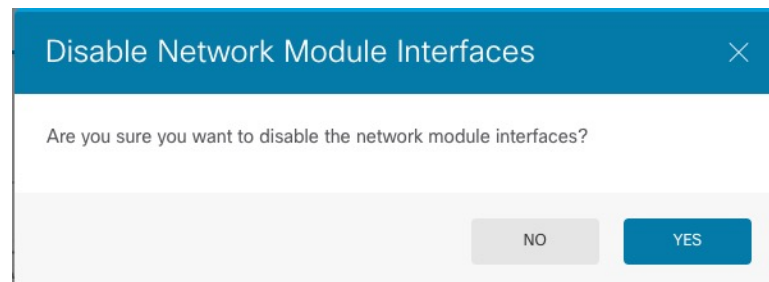 Disable Network Module Interfaces
Are you sure you want to disable the network module interfaces?
NO YES